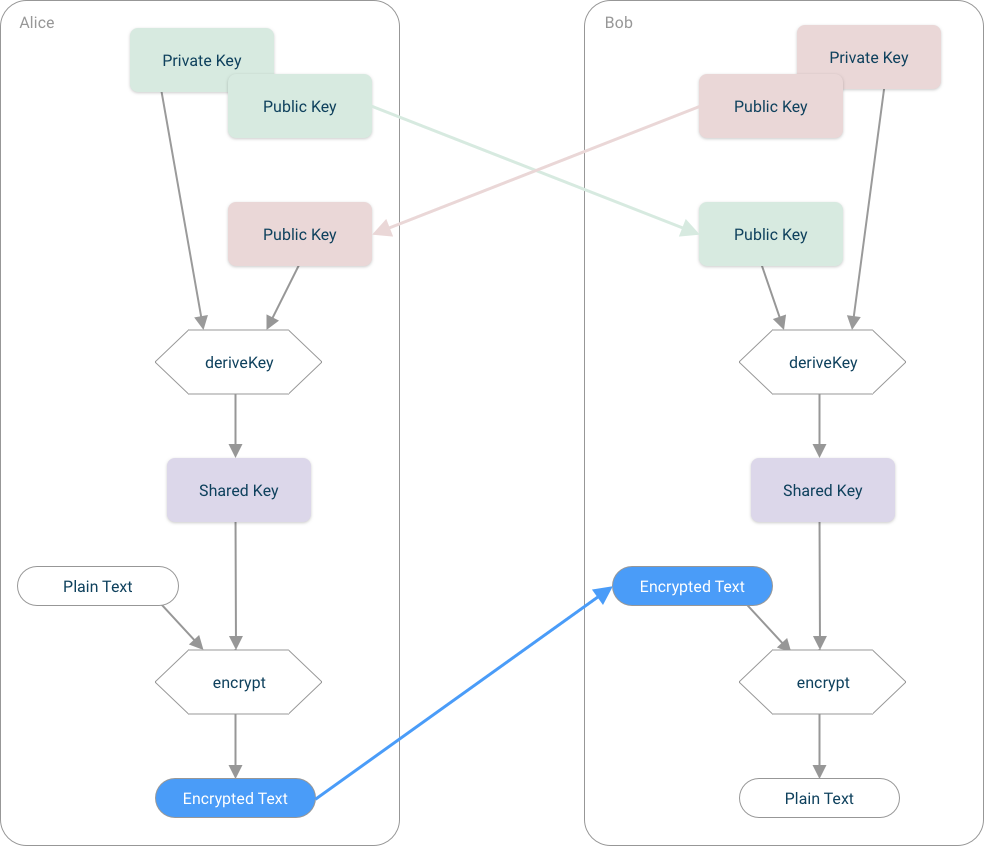 Alice
Private Key
Public Key
Public Key
deriveKey
Shared Key
Plain Text
encrypt
Encrypted Text
Bob
Private Key
Public Key
Public Key
deriveKey
Shared Key
Encrypted Text
encrypt
Plain Text